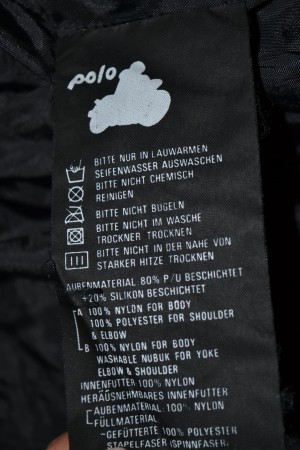 polo
BITTE NUR IN LAUWARMEN
SEIFENWASSER AUSWASCHEN
BITTE NICHT CHEMISCH
REINIGEN
BITTE NICHT BUGELN
BITTE NICHT IM WASCHE
TROCKNER TROCKNEN
BITTE NICHT IN DER NAHE VON
STARKER HITZE TROCKNEN
AUßENMATERIAL: 80% P/U BESCHICHTET
+20% SILIKON BESCHICHTET
A 100% NYLON FOR BODY
100% POLYESTER FOR SHOULDER
& ELBOW
B 100% NYLON FOR BODY
WASHABLE NUBUK FOR YOKE
ELBOW & SHOULDER
INNENFUTTER 100% NYLON
HERAUSNEHMBARES INNENFUTTER
AUßENMATERIAL: 100% NYLON
FÜLLMATERIAL
-GEFÜTTERTE 100% POLYESTER
STAPELFASER (SPINNFASER)